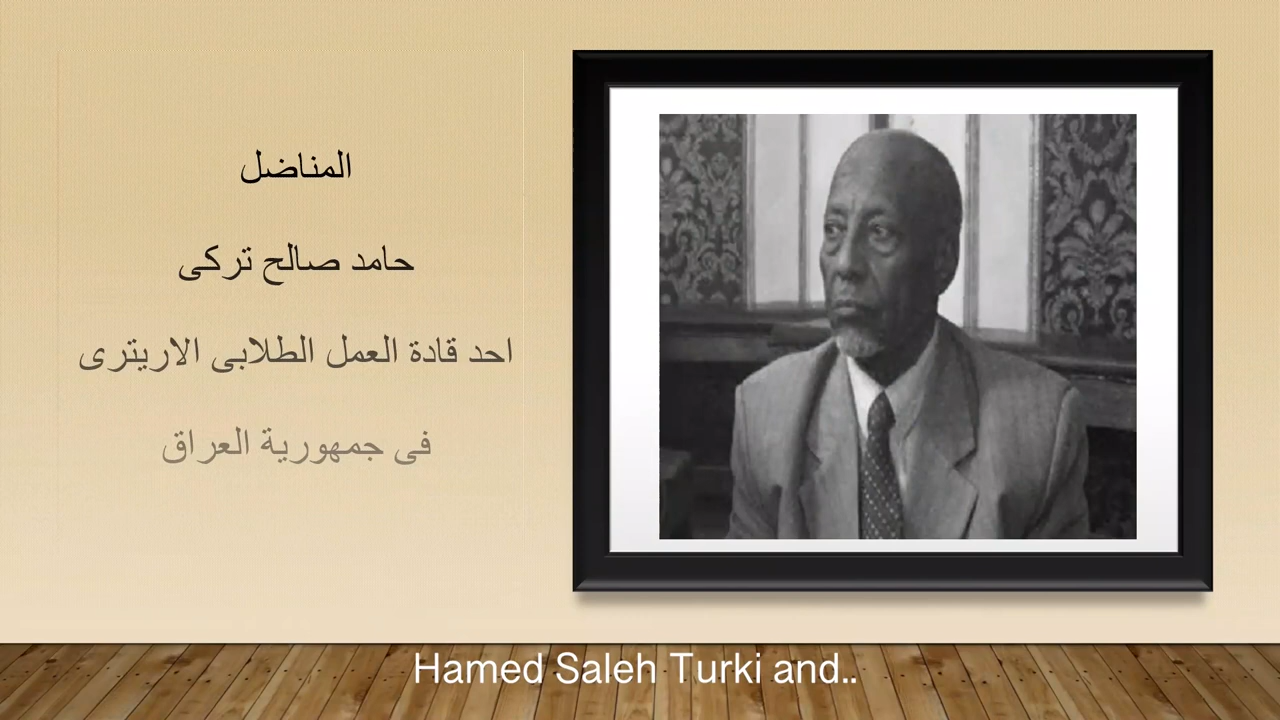 المناضل
حامد صالح تركى
احد قادة العمل الطلابى الاريترى
فى جمهورية العراق
Hamed Saleh Turki and..